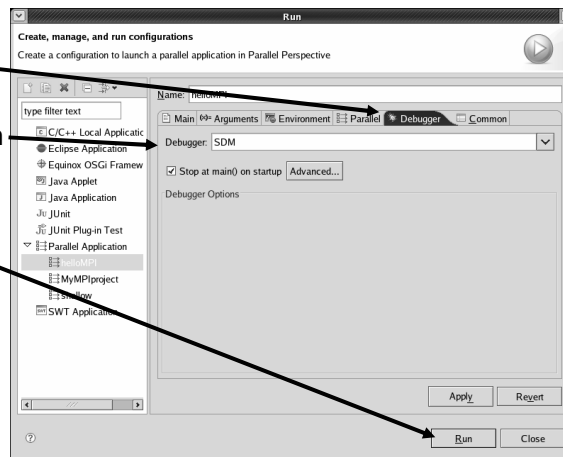 Run
Create, manage, and run configurations
Create a configuration to launch a parallel application in Parallel Perspective
type filter text
C/C++ Local Applicatic
Eclipse Application
Equinox OSGi Framew
Java Applet
Java Application
JUnit
JUnit Plug-in Test
Parallel Application
helloMPI
MyMPIproject
shallow
SWT Application
Name: helloMPI
Main Arguments Environment Parallel Debugger Common
Debugger: SDM
Stop at main() on startup Advanced...
Debugger Options
Apply Revert
Run Close